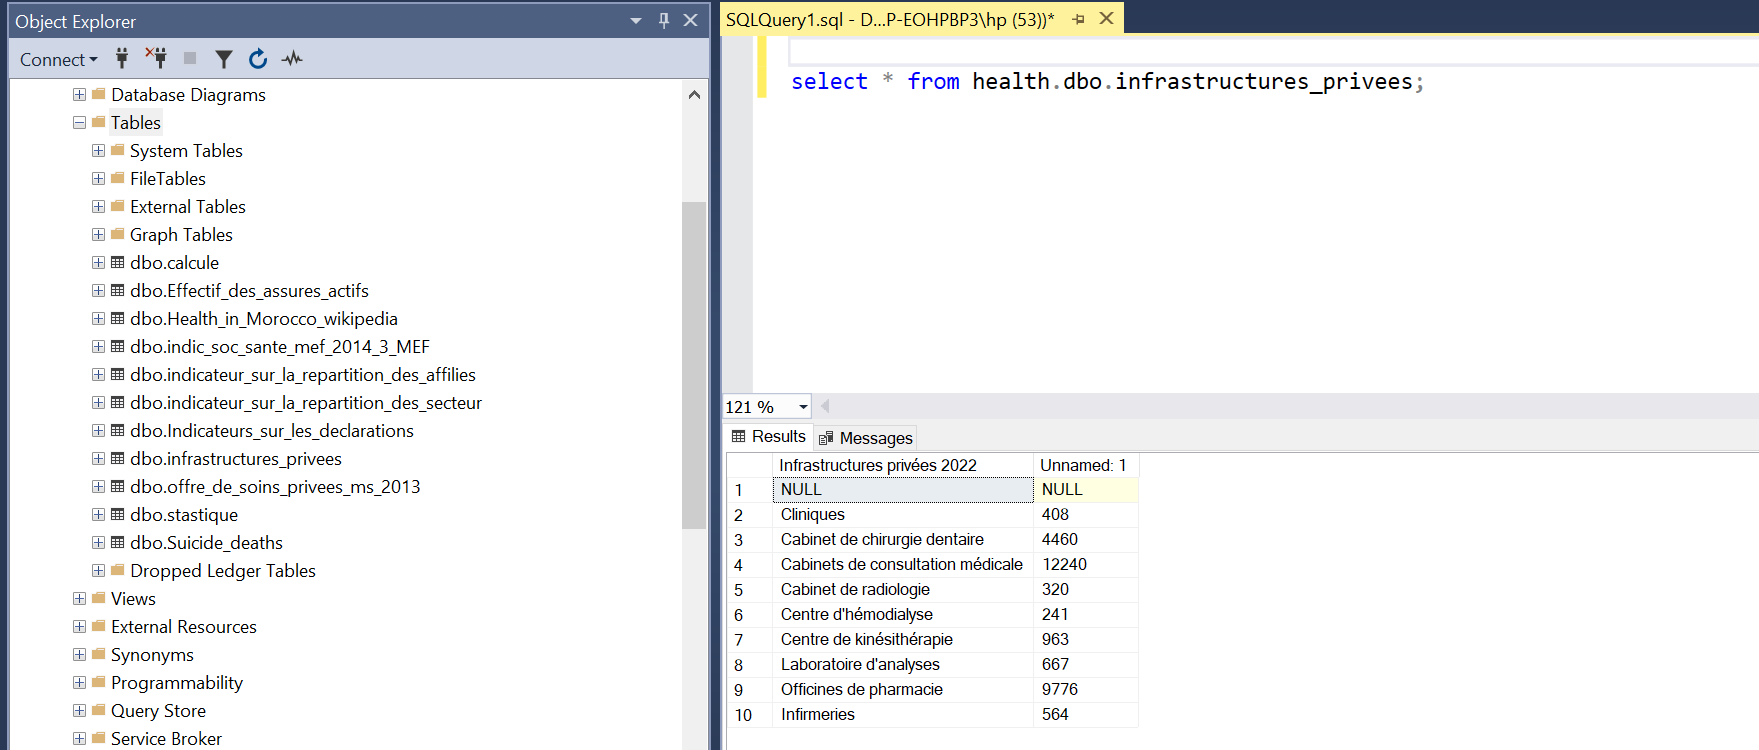 Object Explorer
Connect
Database Diagrams
Tables
System Tables
FileTables
External Tables
Graph Tables
dbo.calcule
dbo.Effectif_des_assures_actifs
dbo.Health_in_Morocco_wikipedia
dbo.indic_soc_sante_mef_2014_3_MEF
dbo.indicateur_sur_la_repartition_des_affilies
dbo.indicateur_sur_la_repartition_des_secteur
dbo.Indicateurs_sur_les_declarations
dbo.infrastructures_privees
dbo.offre_de_soins_privees_ms_2013
dbo.stastique
dbo.Suicide_deaths
Dropped Ledger Tables
Views
External Resources
Synonyms
Programmability
Query Store
Service Broker
SQLQuery1.sql - D...P-EOHPBP3\hp (53))*
select * from health.dbo.infrastructures_privees;
121 %
Results Messages
Infrastructures privées 2022 Unnamed: 1
1 NULL NULL
2 Cliniques 408
3 Cabinet de chirurgie dentaire 4460
4 Cabinets de consultation médicale 12240
5 Cabinet de radiologie 320
6 Centre d'hémodialyse 241
7 Centre de kinésithérapie 963
8 Laboratoire d'analyses 667
9 Officines de pharmacie 9776
10 Infirmeries 564